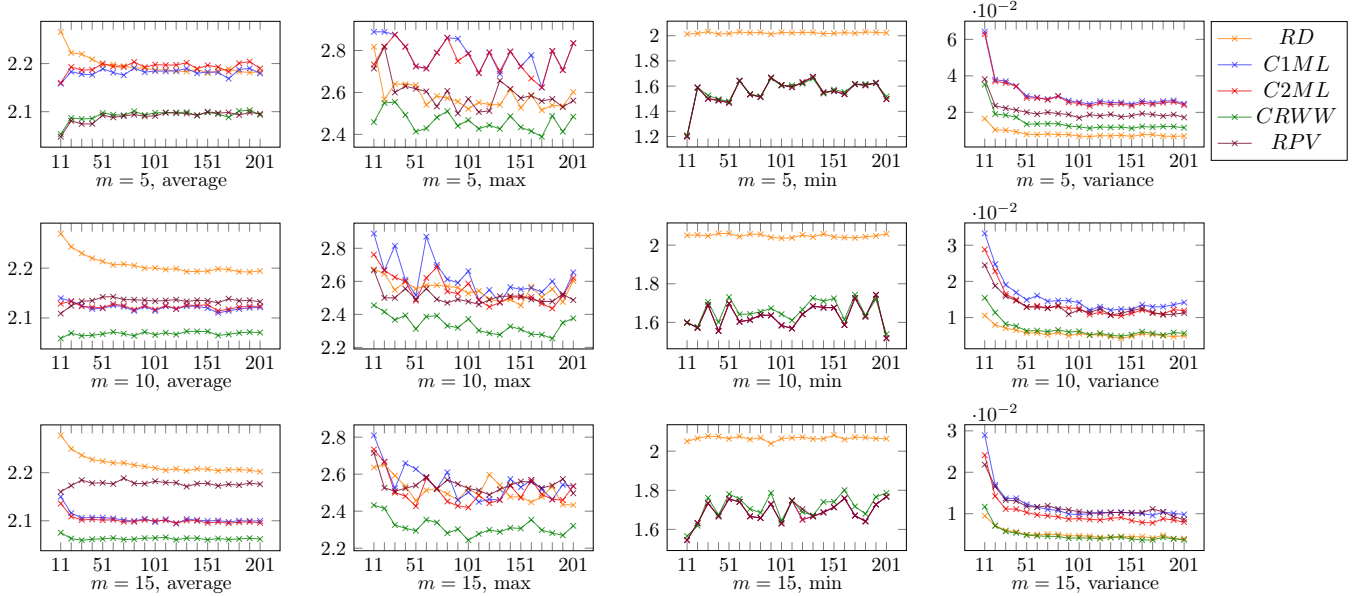 ·10⁻²
2.2
2.1
11 51 101 151 201
m = 5, average
2.8
2.6
2.4
11 51 101 151 201
m = 5, max
2
1.8
1.6
1.4
1.2
11 51 101 151 201
m = 5, min
6
4
2
11 51 101 151 201
m = 5, variance
RD
C1ML
C2ML
CRWW
RPV
·10⁻²
2.2
2.1
11 51 101 151 201
m = 10, average
2.8
2.6
2.4
2.2
11 51 101 151 201
m = 10, max
2
1.8
1.6
11 51 101 151 201
m = 10, min
3
2
1
11 51 101 151 201
m = 10, variance
·10⁻²
2.2
2.1
11 51 101 151 201
m = 15, average
2.8
2.6
2.4
2.2
11 51 101 151 201
m = 15, max
2
1.8
1.6
11 51 101 151 201
m = 15, min
3
2
1
0
11 51 101 151 201
m = 15, variance